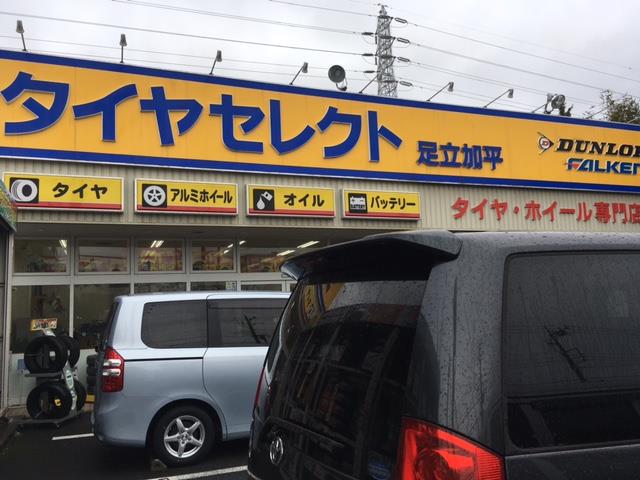 タイヤセレクト
足立加平
DUNLOP
FALKEN
タイヤ
アルミホイール
オイル
BATTERY
バッテリー
タイヤ・ホイール専門店